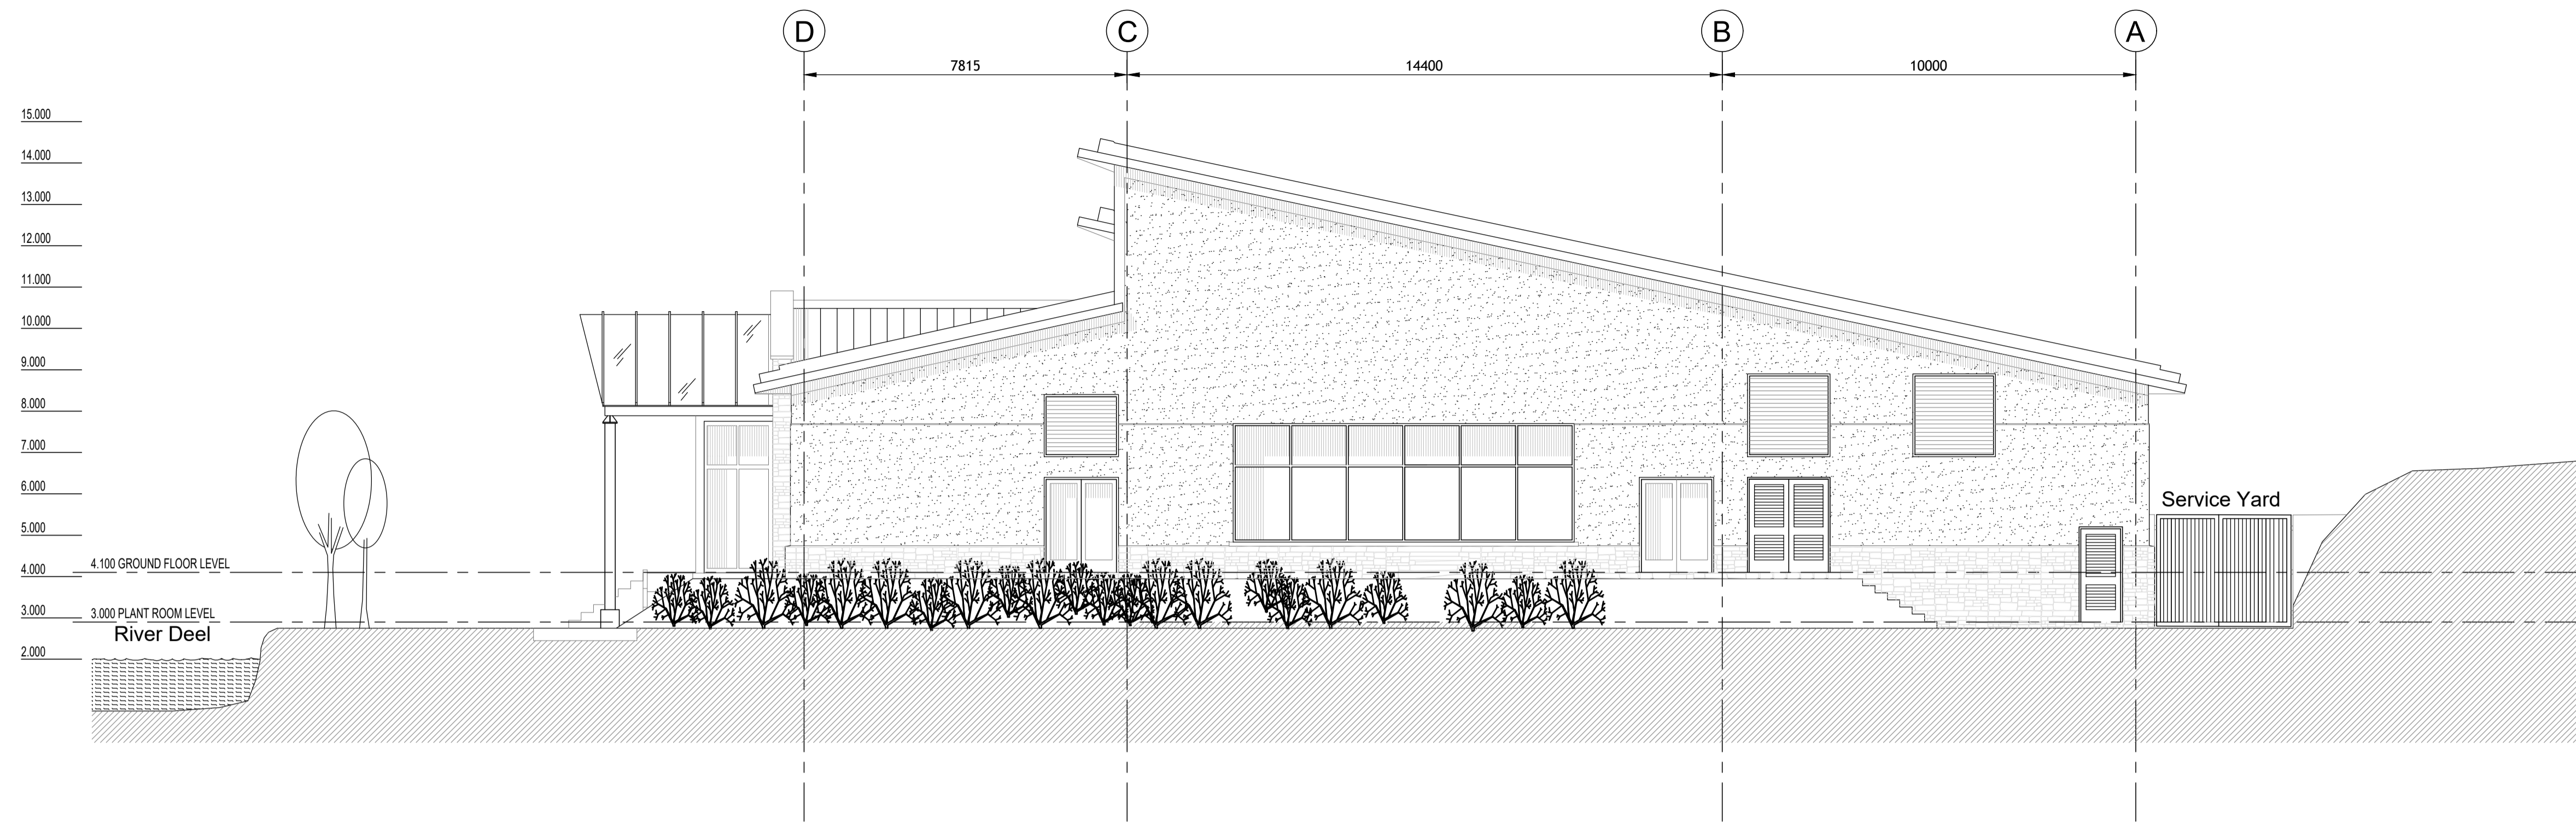 D
C
B
A
7815
14400
10000
15.000
14.000
13.000
12.000
11.000
10.000
9.000
8.000
7.000
6.000
5.000
4.000
3.000
2.000
Service Yard
4.100 GROUND FLOOR LEVEL
3.000 PLANT ROOM LEVEL
River Deel